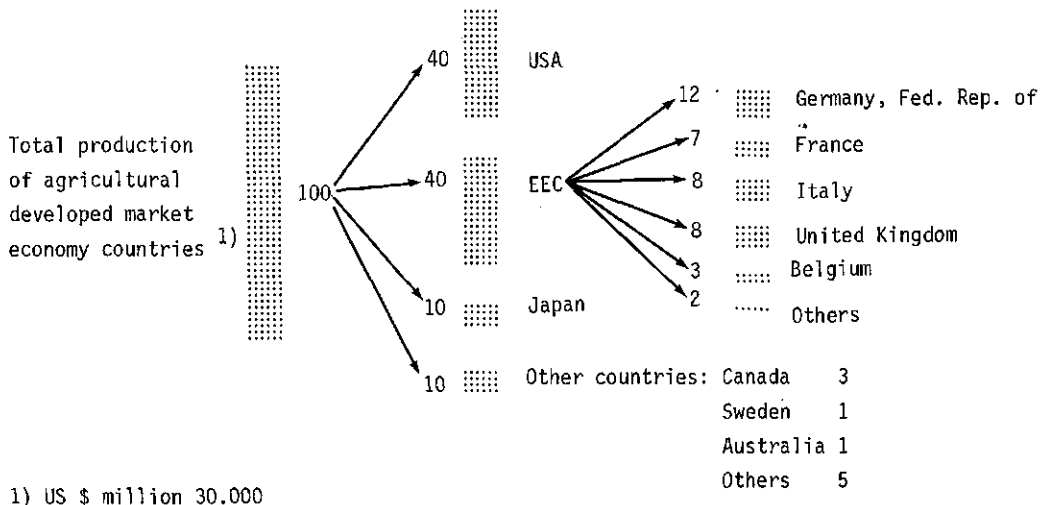 Total production
of agricultural
developed market
economy countries 1)
100
40 USA
40 EEC
10 Japan
10 Other countries: Canada 3
Sweden 1
Australia 1
Others 5
12 Germany, Fed. Rep. of
7 France
8 Italy
8 United Kingdom
3 Belgium
2 Others
1) US $ million 30.000